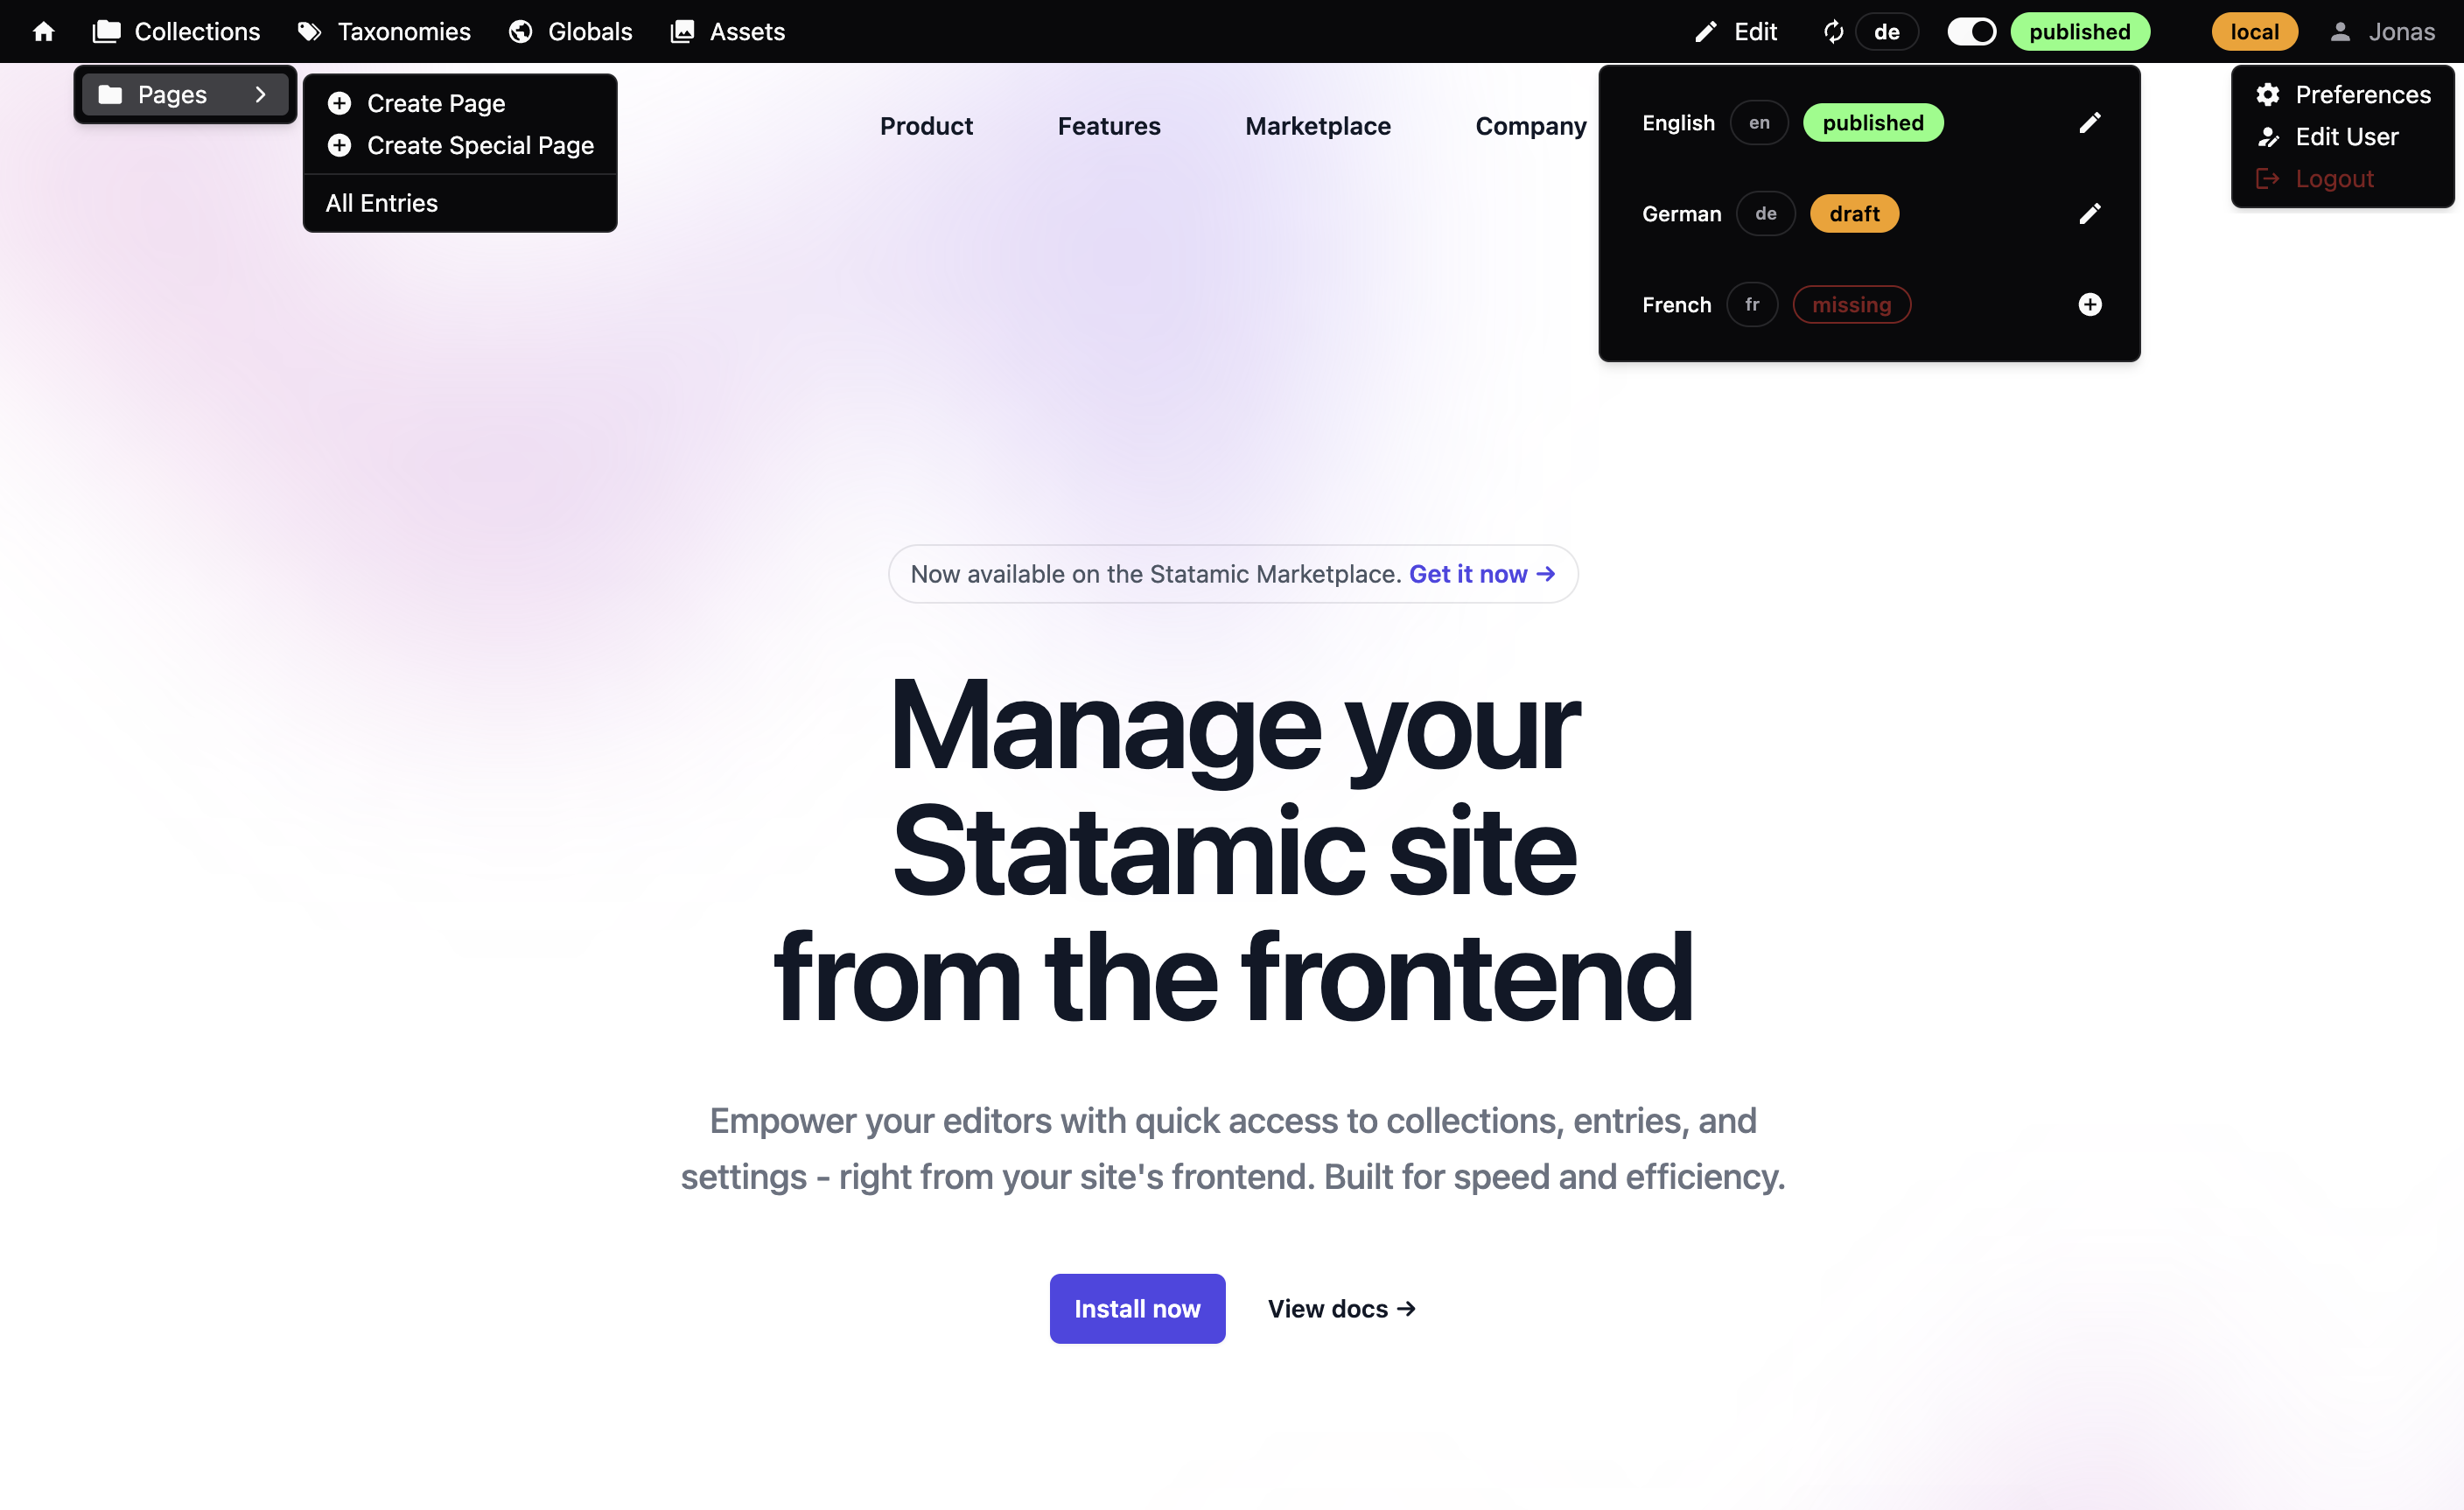 Collections Taxonomies Globals Assets Edit de published local Jonas
Pages
Create Page
Create Special Page
All Entries
Product Features Marketplace Company
English en published
German de draft
French fr missing
Preferences
Edit User
Logout
Now available on the Statamic Marketplace. Get it now →
Manage your
Statamic site
from the frontend
Empower your editors with quick access to collections, entries, and
settings - right from your site's frontend. Built for speed and efficiency.
Install now View docs →